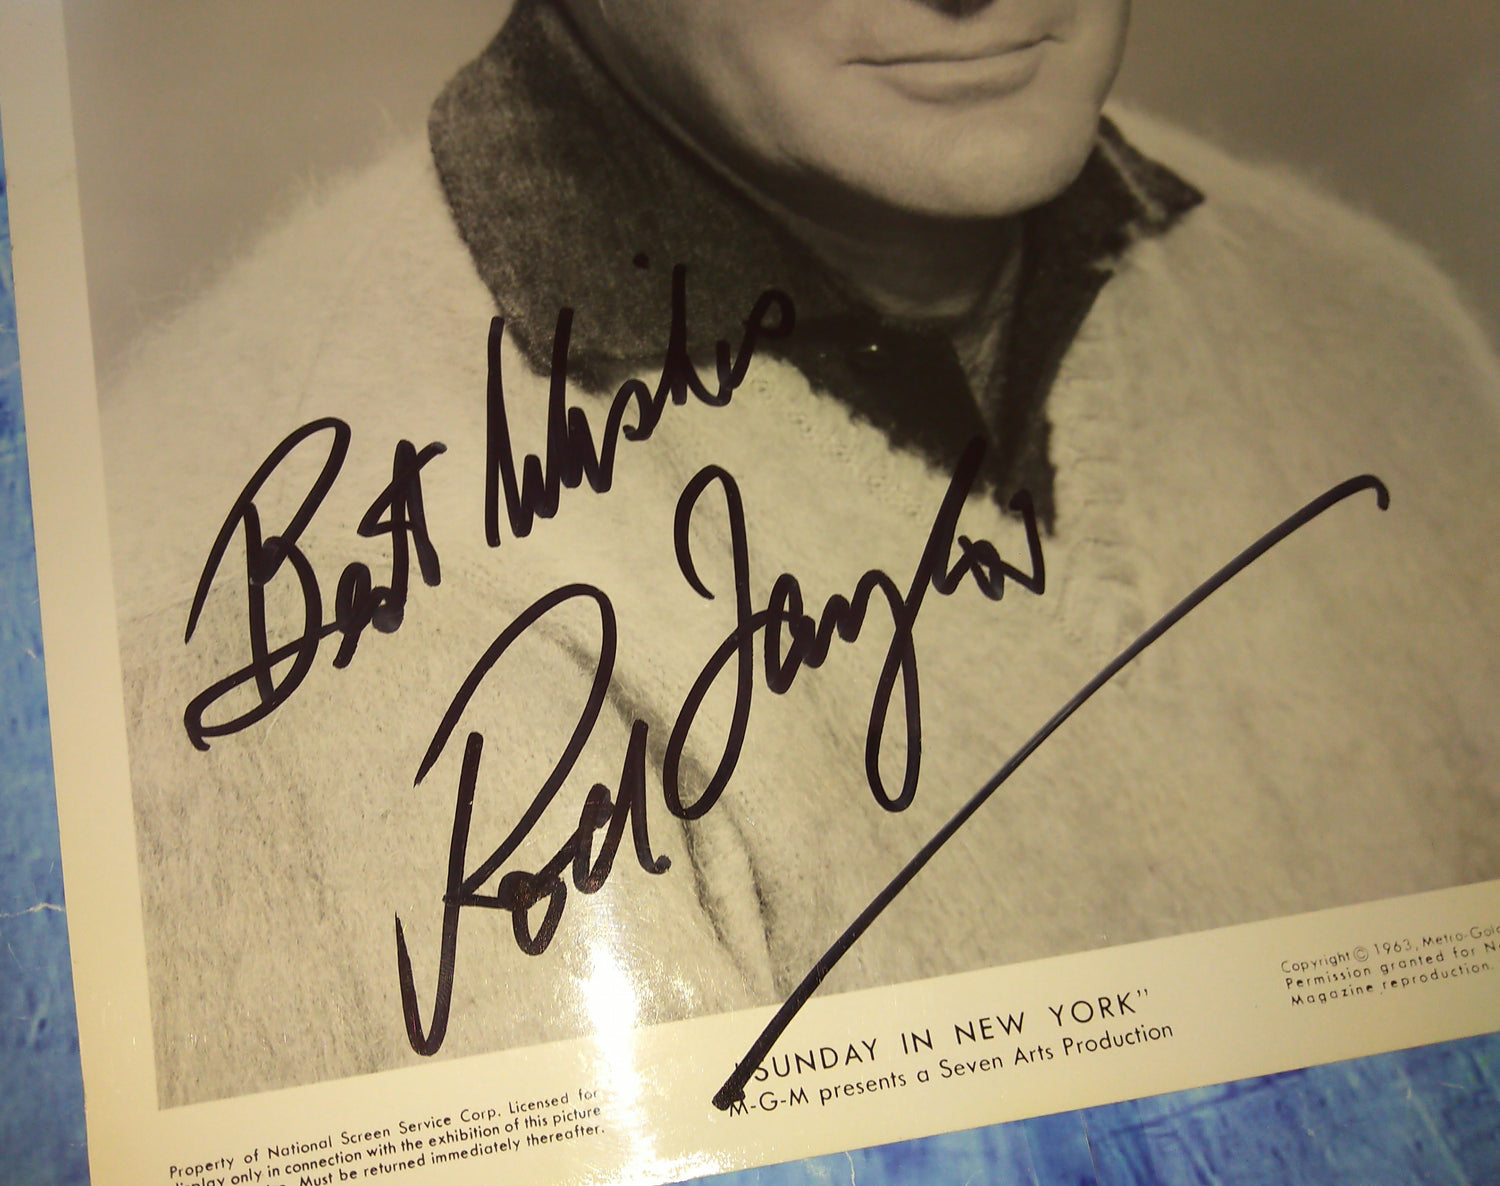 Best Wishes
Rod Taylor
"SUNDAY IN NEW YORK"
M-G-M presents a Seven Arts Production
Copyright © 1963, Metro-Gol
Permission granted for N
Magazine reproduction.
Property of National Screen Service Corp. Licensed for
display only in connection with the exhibition of this picture
Must be returned immediately thereafter.